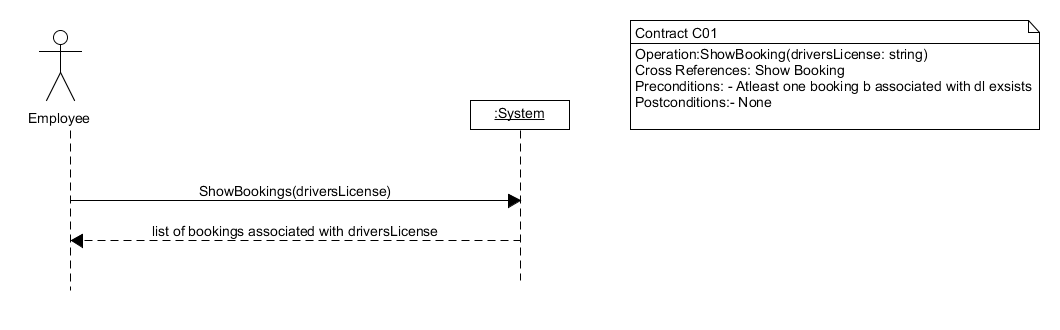 Contract C01
Operation:ShowBooking(driversLicense: string)
Cross References: Show Booking
Preconditions: - Atleast one booking b associated with dl exsists
Postconditions:- None
Employee
:System
ShowBookings(driversLicense)
list of bookings associated with driversLicense